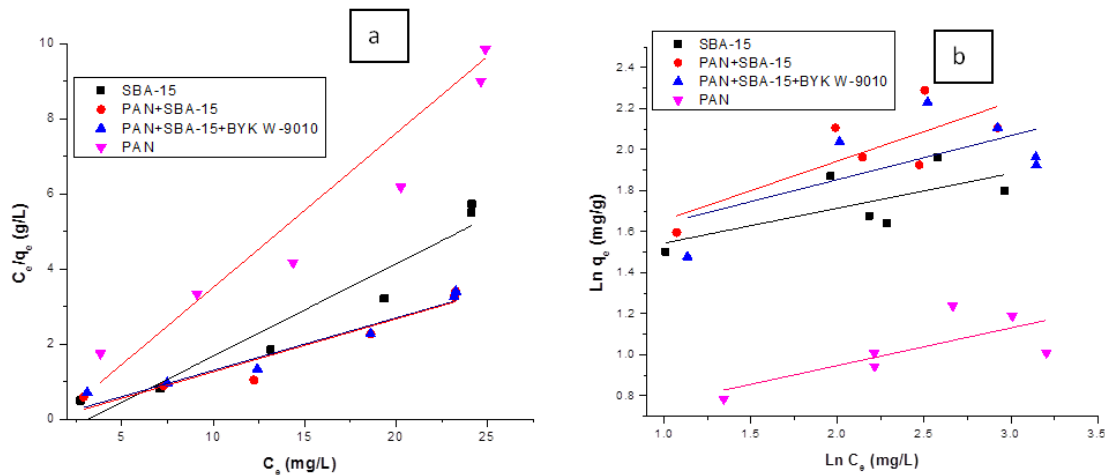 a
SBA-15
PAN+SBA-15
PAN+SBA-15+BYK W-9010
PAN
10
8
6
4
2
0
5
10
15
20
25
Ce/qe (g/L)
Ce (mg/L)
b
SBA-15
PAN+SBA-15
PAN+SBA-15+BYK W-9010
PAN
2.4
2.2
2.0
1.8
1.6
1.4
1.2
1.0
0.8
1.0
1.5
2.0
2.5
3.0
3.5
Ln qe (mg/g)
Ln Ce (mg/L)